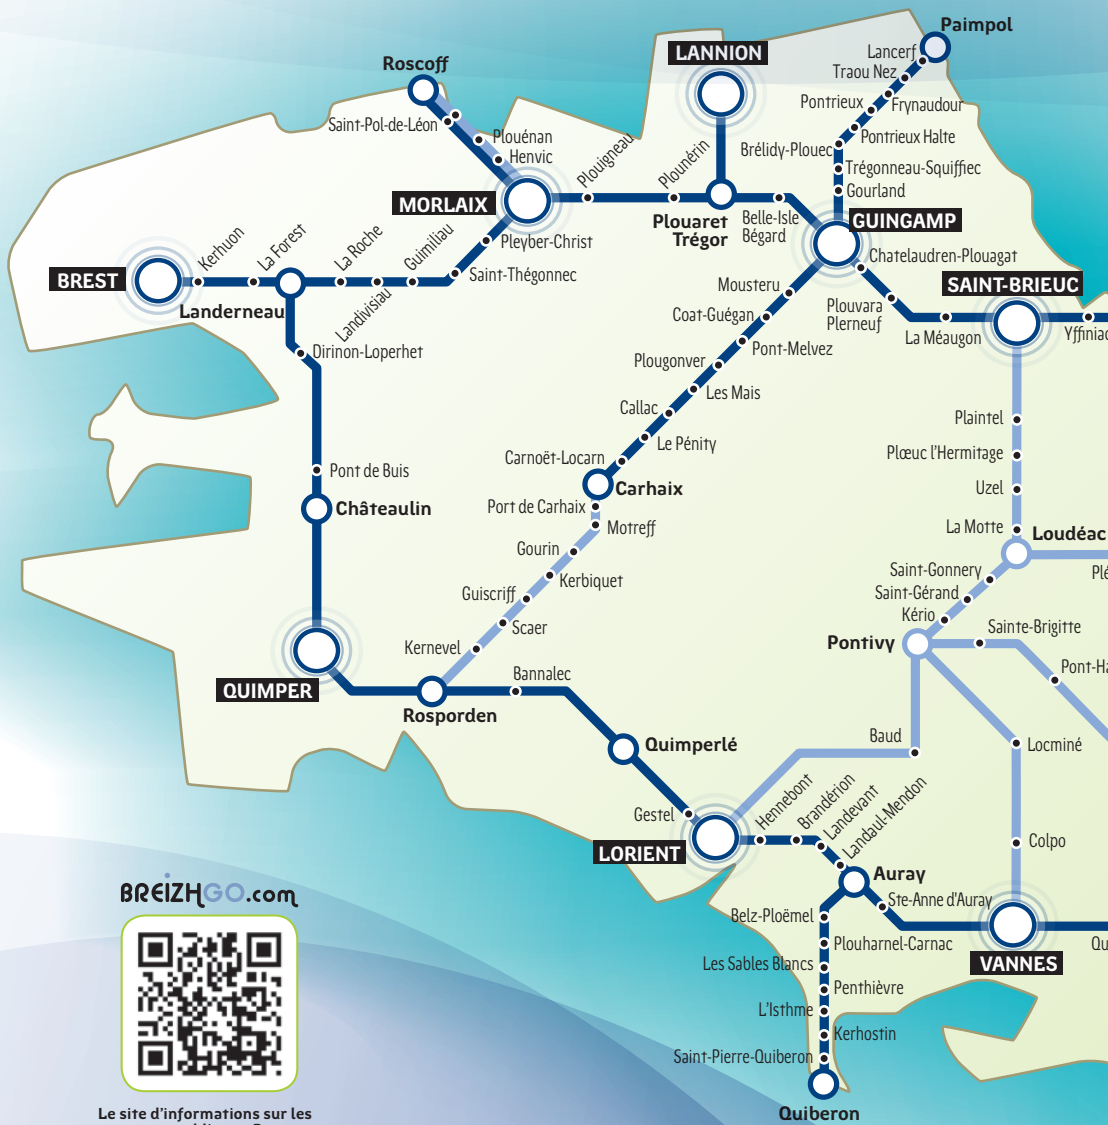 Paimpol
Lancerf
Traou Nez
LANNION
Roscoff
Pontrieux
Frynaudour
Saint-Pol-de-Léon
Plouénan
Henvic
Plouigneau
Plounérin
Brélidy-Plouec
Pontrieux Halte
Trégonneau-Squiffiec
Gourland
MORLAIX
Plouaret
Trégor
Belle-Isle
Bégard
GUINGAMP
Kerhuon
La Forest
La Roche
Guimiliau
Pleyber-Christ
Chatelaudren-Plouagat
BREST
Saint-Thégonnec
Mousteru
SAINT-BRIEUC
Landerneau
Landivisiau
Coat-Guégan
Plouvara
Plerneuf
La Méaugon
Dirinon-Loperhet
Pont-Melvez
Plougonver
Les Mais
Callac
Plaintel
Le Pénity
Carnoët-Locarn
Plœuc l'Hermitage
Pont de Buis
Carhaix
Uzel
Châteaulin
Port de Carhaix
Motreff
La Motte
Loudéac
Gourin
Kerbiquet
Saint-Gonnery
Guiscriff
Saint-Gérand
Scaer
Kério
Kernevel
Pontivy
Sainte-Brigitte
Bannalec
QUIMPER
Rosporden
Quimperlé
Baud
Locminé
Gestel
Hennebont
Brandérion
Landevant
Landaul-Mendon
LORIENT
Colpo
Auray
Ste-Anne d'Auray
BREIZHGO.com
Belz-Ploëmel
Plouharnel-Carnac
Les Sables Blancs
VANNES
Penthièvre
L'Isthme
Kerhostin
Saint-Pierre-Quiberon
Quiberon
Le site d'informations sur les